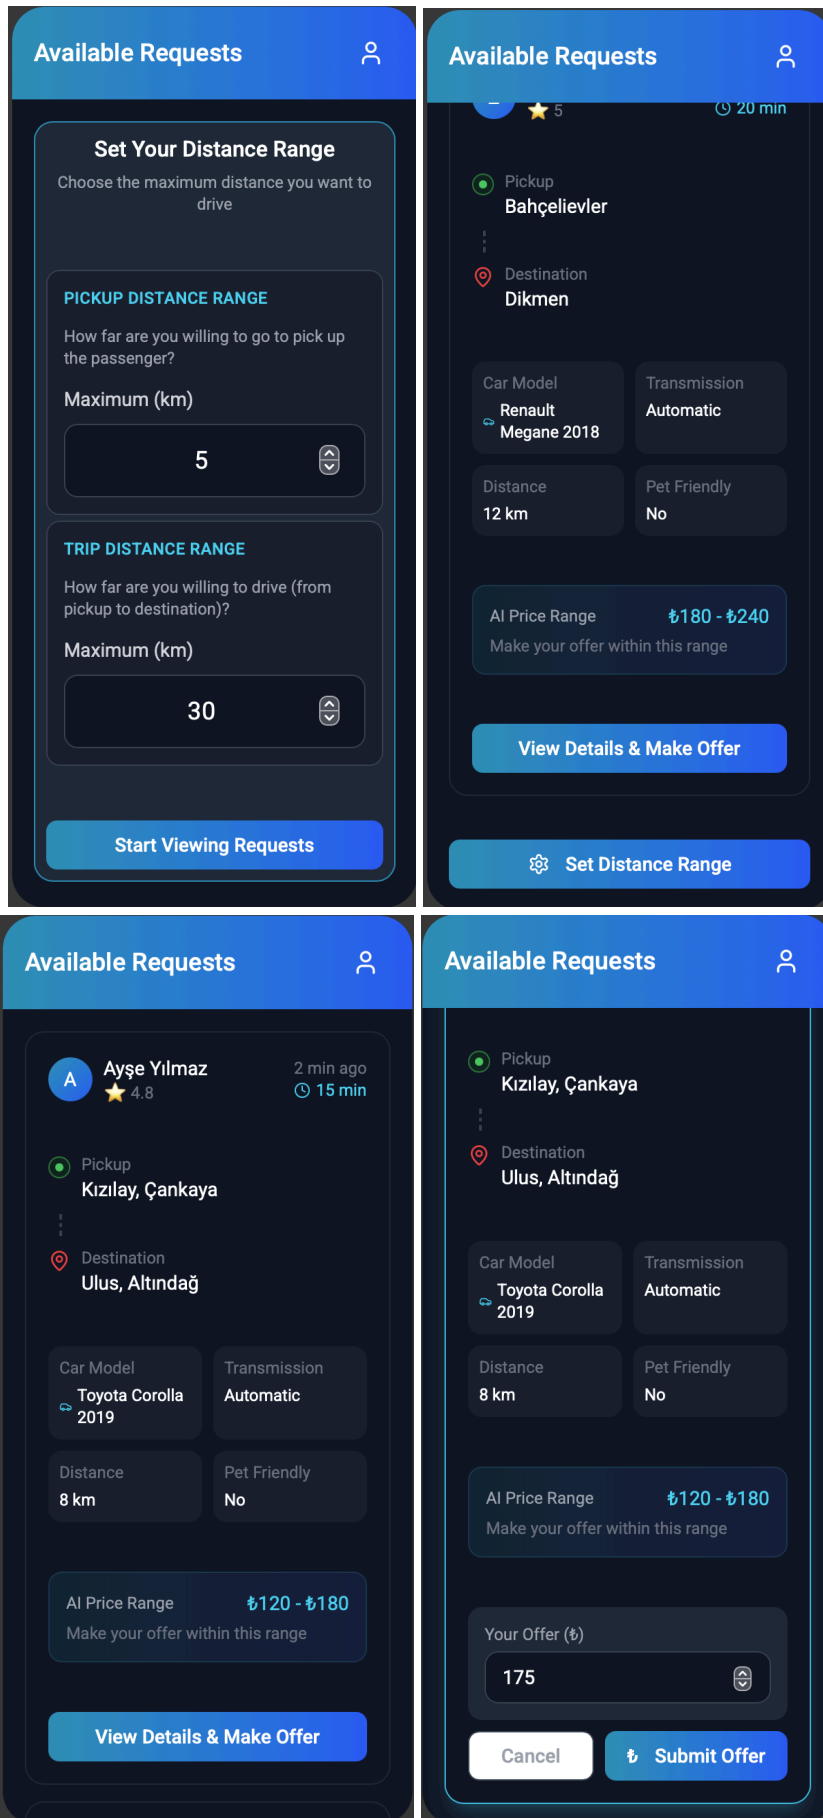 Available Requests
Set Your Distance Range
Choose the maximum distance you want to
drive
PICKUP DISTANCE RANGE
How far are you willing to go to pick up
the passenger?
Maximum (km)
5
TRIP DISTANCE RANGE
How far are you willing to drive (from
pickup to destination)?
Maximum (km)
30
Start Viewing Requests
Available Requests
5
20 min
Pickup
Bahçelievler
Destination
Dikmen
Car Model
Renault
Megane 2018
Transmission
Automatic
Distance
12 km
Pet Friendly
No
AI Price Range
₺180 - ₺240
Make your offer within this range
View Details & Make Offer
Set Distance Range
Available Requests
A
Ayşe Yılmaz
4.8
2 min ago
15 min
Pickup
Kızılay, Çankaya
Destination
Ulus, Altındağ
Car Model
Toyota Corolla
2019
Transmission
Automatic
Distance
8 km
Pet Friendly
No
AI Price Range
₺120 - ₺180
Make your offer within this range
View Details & Make Offer
Available Requests
Pickup
Kızılay, Çankaya
Destination
Ulus, Altındağ
Car Model
Toyota Corolla
2019
Transmission
Automatic
Distance
8 km
Pet Friendly
No
AI Price Range
₺120 - ₺180
Make your offer within this range
Your Offer (₺)
175
Cancel
₺ Submit Offer